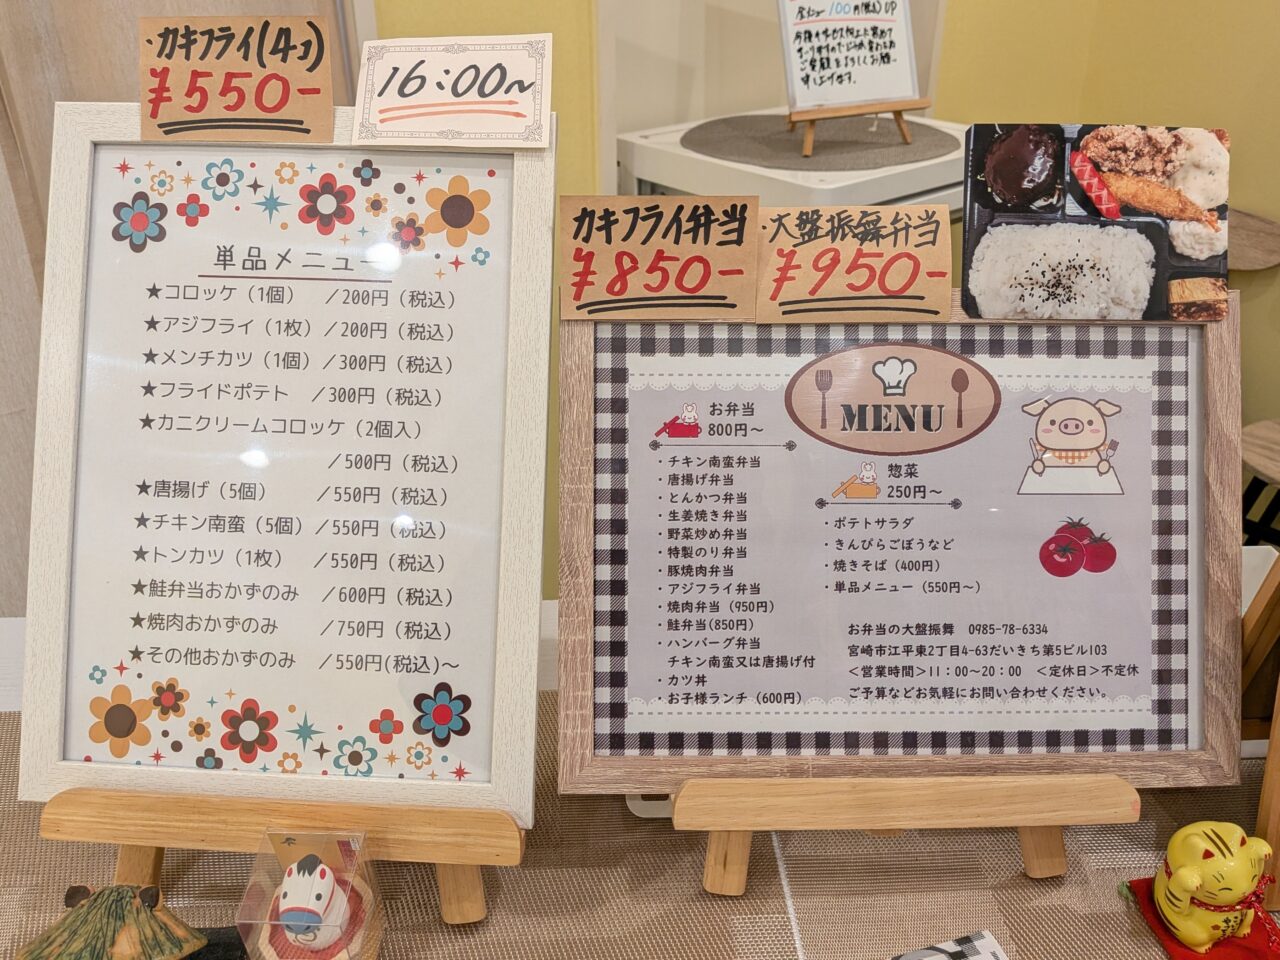 ・カキフライ(4コ)
¥550-
16:00~
単品メニュー
★コロッケ（1個） ／200円（税込）
★アジフライ（1枚）／200円（税込）
★メンチカツ（1個）／300円（税込）
★フライドポテト ／300円（税込）
★カニクリームコロッケ（2個入）
／500円（税込）
★唐揚げ（5個） ／550円（税込）
★チキン南蛮（5個）／550円（税込）
★トンカツ（1枚） ／550円（税込）
★鮭弁当おかずのみ ／600円（税込）
★焼肉おかずのみ ／750円（税込）
★その他おかずのみ ／550円(税込)～
全メニュー100円(税込)UP
カキフライ弁当
¥850-
・大盤振舞弁当
¥950-
MENU
お弁当
800円～
・チキン南蛮弁当
・唐揚げ弁当
・とんかつ弁当
・生姜焼き弁当
・野菜炒め弁当
・特製のり弁当
・豚焼肉弁当
・アジフライ弁当
・焼肉弁当（950円）
・鮭弁当(850円)
・ハンバーグ弁当
チキン南蛮又は唐揚げ付
・カツ丼
・お子様ランチ（600円）
惣菜
250円～
・ポテトサラダ
・きんぴらごぼうなど
・焼きそば（400円）
・単品メニュー（550円～）
お弁当の大盤振舞 0985-78-6334
宮崎市江平東2丁目4-63だいきち第5ビル103
＜営業時間＞11：00～20：00 ＜定休日＞不定休
ご予算などお気軽にお問い合わせください。